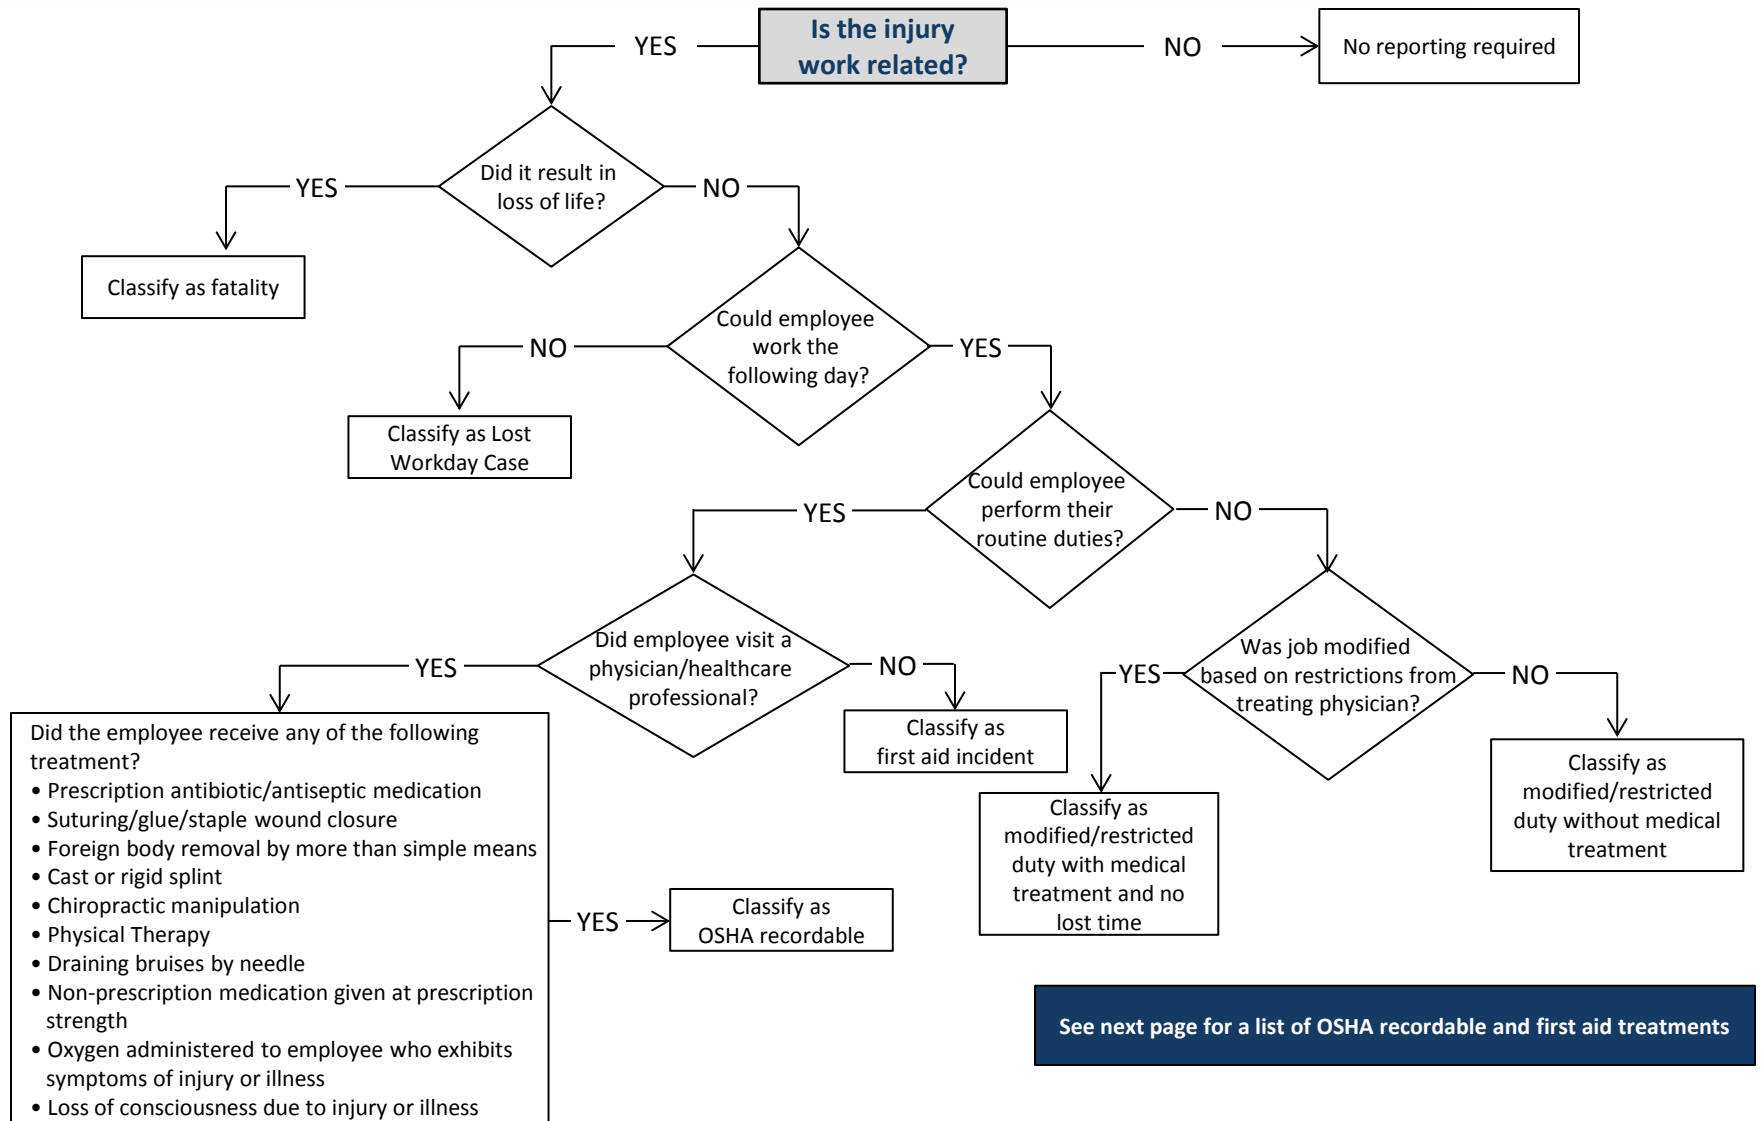 Is the injury
work related?
YES
NO
No reporting required
Did it result in
loss of life?
YES
NO
Classify as fatality
Could employee
work the
following day?
NO
YES
Classify as Lost
Workday Case
Could employee
perform their
routine duties?
YES
NO
Did employee visit a
physician/healthcare
professional?
YES
NO
Classify as
first aid incident
Was job modified
based on restrictions from
treating physician?
YES
NO
Classify as
modified/restricted
duty with medical
treatment and no
lost time
Classify as
modified/restricted
duty without medical
treatment
Did the employee receive any of the following
treatment?
• Prescription antibiotic/antiseptic medication
• Suturing/glue/staple wound closure
• Foreign body removal by more than simple means
• Cast or rigid splint
• Chiropractic manipulation
• Physical Therapy
• Draining bruises by needle
• Non-prescription medication given at prescription
strength
• Oxygen administered to employee who exhibits
symptoms of injury or illness
• Loss of consciousness due to injury or illness
YES
Classify as
OSHA recordable
See next page for a list of OSHA recordable and first aid treatments